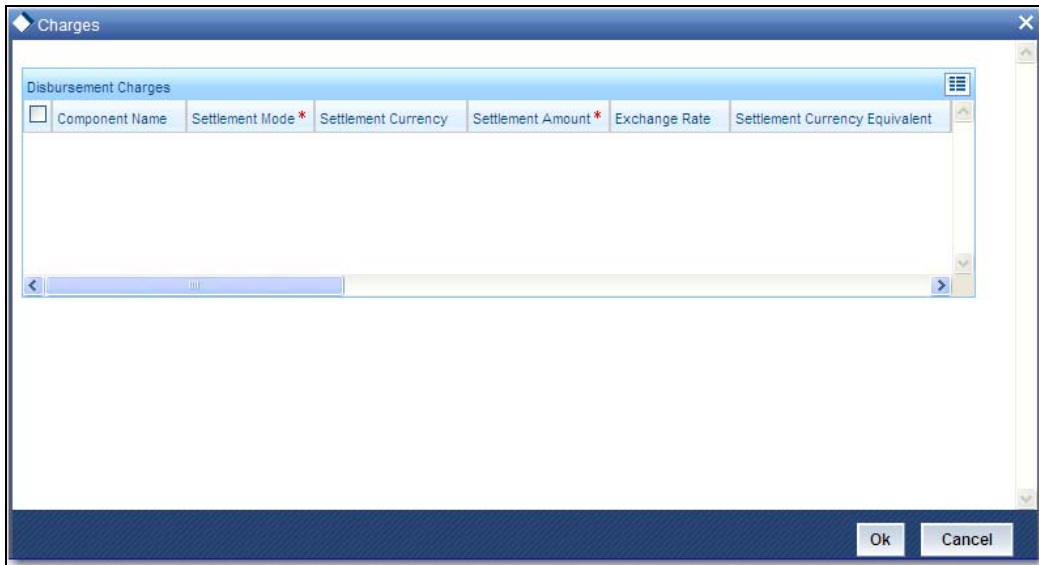 Charges
Disbursement Charges
Component Name Settlement Mode * Settlement Currency Settlement Amount * Exchange Rate Settlement Currency Equivalent
Ok Cancel